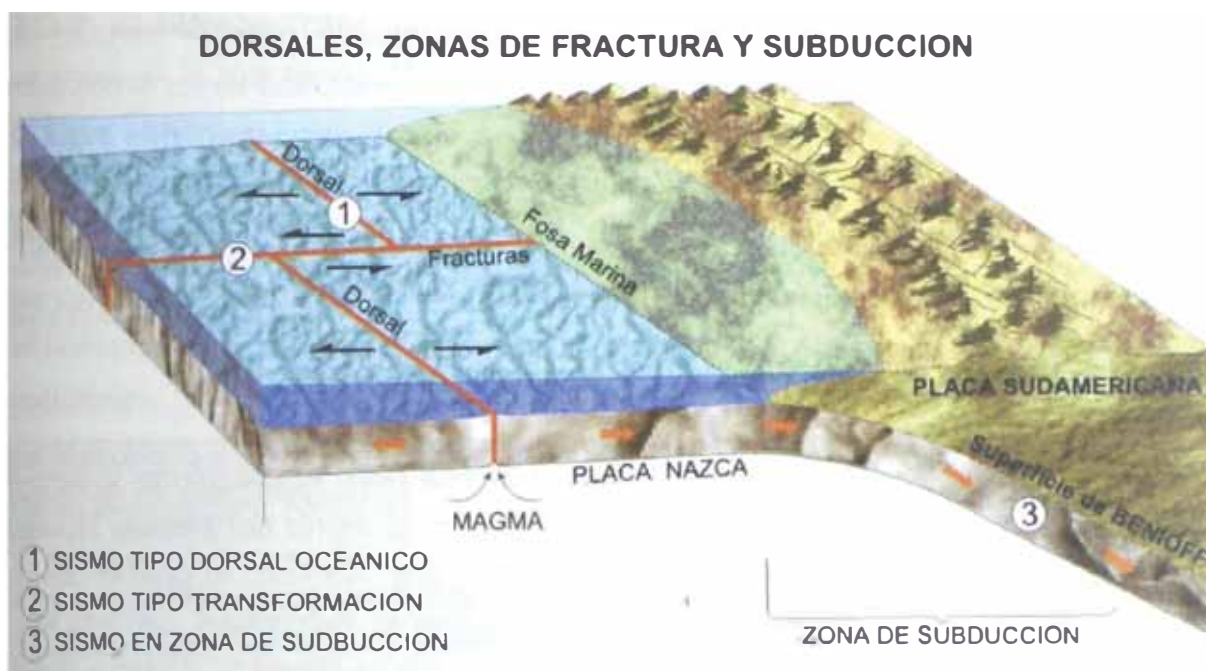 DORSALES, ZONAS DE FRACTURA Y SUBDUCCION
Dorsal
1
2
Fracturas
Fosa Marina
Dorsal
PLACA SUDAMERICANA
Superficie de BENIOFF
PLACA NAZCA
3
MAGMA
1 SISMO TIPO DORSAL OCEANICO
2 SISMO TIPO TRANSFORMACION
3 SISMO EN ZONA DE SUDBUCCION
ZONA DE SUBDUCCION